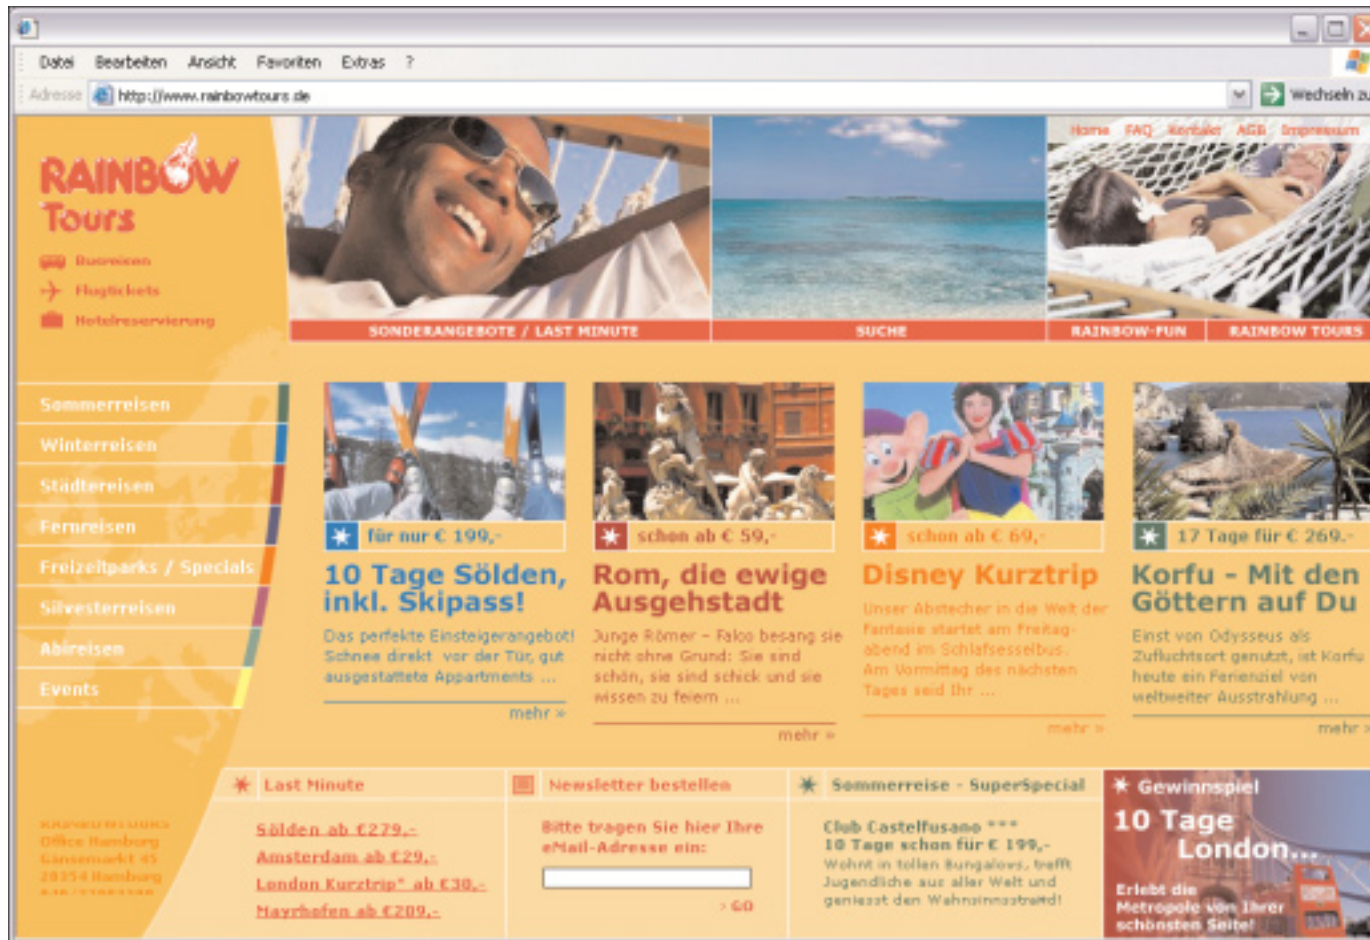 Datei Bearbeiten Ansicht Favoriten Extras ?
Adresse http://www.rainbowtours.de Wechseln zu
Home FAQ Kontakt AGB Impressum
RAINBOW
Tours
Busreisen
Flugtickets
Hotelreservierung
SONDERANGEBOTE / LAST MINUTE
SUCHE
RAINBOW-FUN
RAINBOW TOURS
Sommerreisen
Winterreisen
Städtereisen
Fernreisen
Freizeitparks / Specials
Silvesterreisen
Abireisen
Events
für nur € 199,-
10 Tage Sölden,
inkl. Skipass!
Das perfekte Einsteigerangebot!
Schnee direkt vor der Tür, gut
ausgestattete Appartments ...
mehr »
schon ab € 59,-
Rom, die ewige
Ausgehstadt
Junge Römer – Falco besang sie
nicht ohne Grund: Sie sind
schön, sie sind schick und sie
wissen zu feiern ...
mehr »
schon ab € 69,-
Disney Kurztrip
Unser Abstecher in die Welt der
Fantasie startet am Freitag-
abend im Schlafsesselbus.
Am Vormittag des nächsten
Tages seid Ihr ...
mehr »
17 Tage für € 269.-
Korfu - Mit den
Göttern auf Du
Einst von Odysseus als
Zufluchtsort genutzt, ist Korfu
heute ein Ferienziel von
weltweiter Ausstrahlung ...
mehr »
RAINBOWTOURS
Office Hamburg
Gänsemarkt 45
20354 Hamburg
Last Minute
Sölden ab €279,-
Amsterdam ab €29,-
London Kurztrip* ab €30,-
Mayrhofen ab €209,-
Newsletter bestellen
Bitte tragen Sie hier Ihre
eMail-Adresse ein:
> GO
Sommerreise - SuperSpecial
Club Castelfusano ***
10 Tage schon für € 199,-
Wohnt in tollen Bungalows, trefft
Jugendliche aus aller Welt und
geniesst den Wahnsinnsstrand!
Gewinnspiel
10 Tage
London...
Erlebt die
Metropole von Ihrer
schönsten Seite!